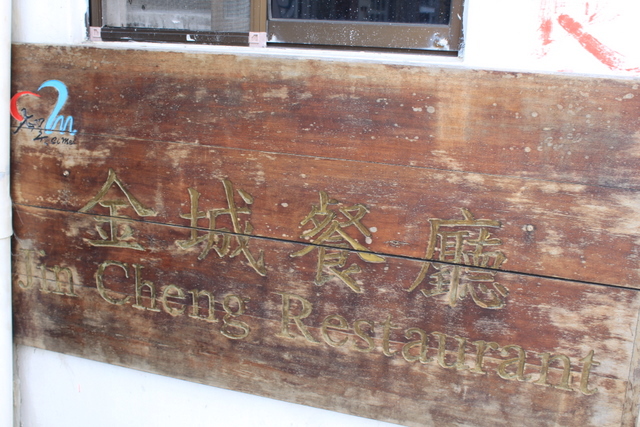 金城餐廳
Jin Cheng Restaurant